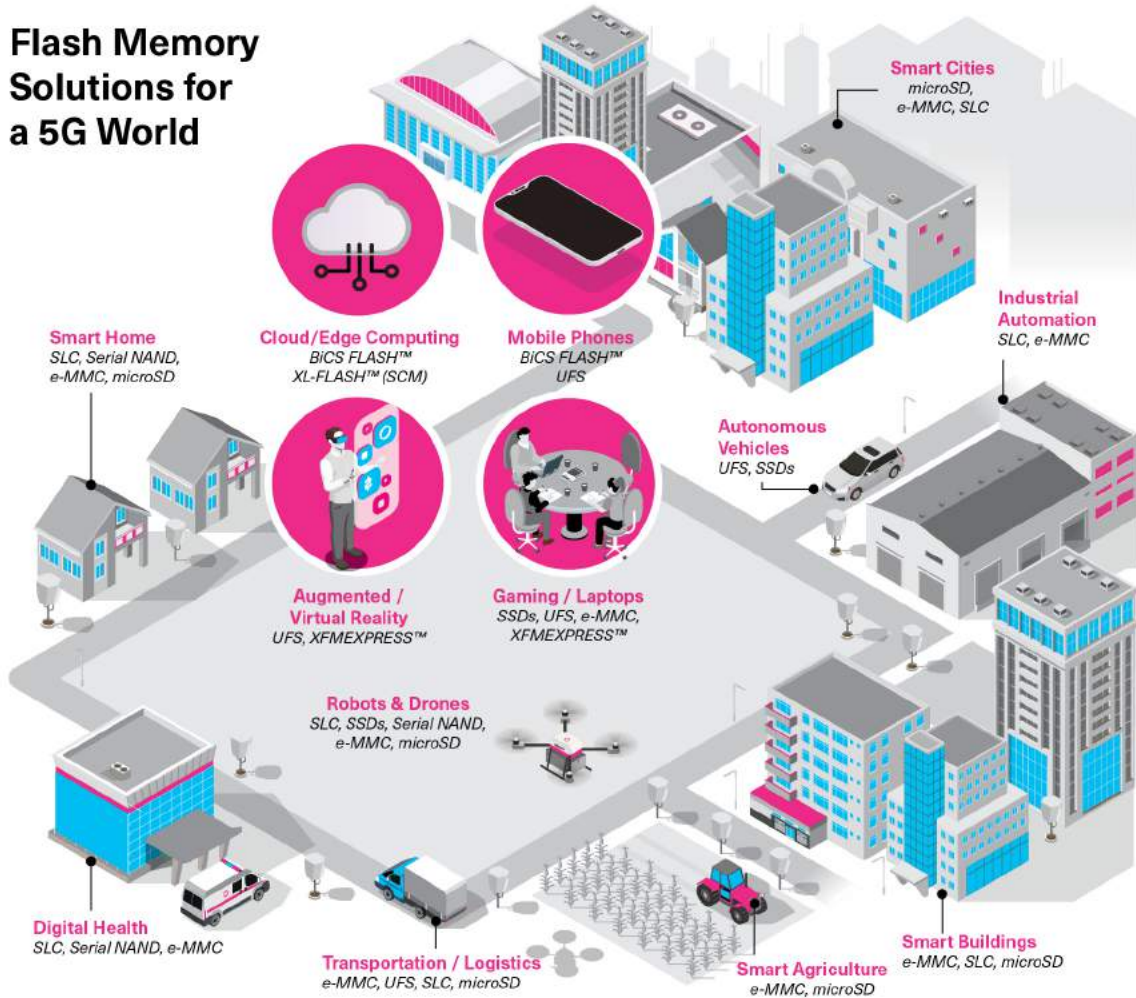 Flash Memory
Solutions for
a 5G World
Smart Cities
microSD,
e-MMC, SLC
Cloud/Edge Computing
BiCS FLASH™
XL-FLASH™ (SCM)
Mobile Phones
BiCS FLASH™
UFS
Industrial
Automation
SLC, e-MMC
Smart Home
SLC, Serial NAND,
e-MMC, microSD
Autonomous
Vehicles
UFS, SSDs
Augmented /
Virtual Reality
UFS, XFMEXPRESS™
Gaming / Laptops
SSDs, UFS, e-MMC,
XFMEXPRESS™
Robots & Drones
SLC, SSDs, Serial NAND,
e-MMC, microSD
Digital Health
SLC, Serial NAND, e-MMC
Transportation / Logistics
e-MMC, UFS, SLC, microSD
Smart Agriculture
e-MMC, microSD
Smart Buildings
e-MMC, SLC, microSD